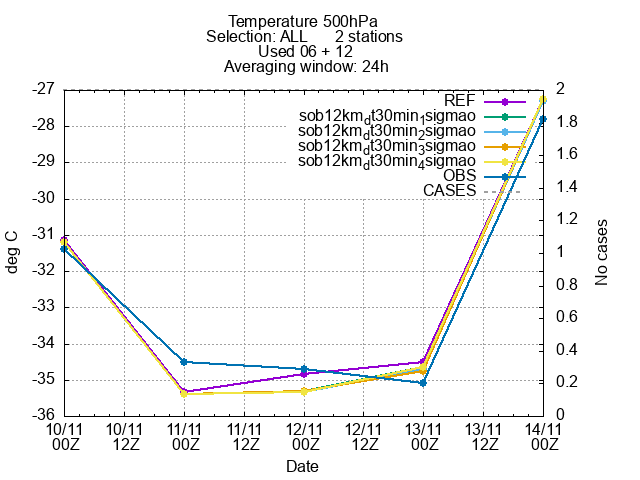 Temperature 500hPa
Selection: ALL 2 stations
Used 06 + 12
Averaging window: 24h
-27
-28
-29
-30
-31
-32
-33
-34
-35
-36
deg C
2
1.8
1.6
1.4
1.2
1
0.8
0.6
0.4
0.2
0
No cases
REF
sob12km_dt30min_1sigmao
sob12km_dt30min_2sigmao
sob12km_dt30min_3sigmao
sob12km_dt30min_4sigmao
OBS
CASES
10/11 10/11 11/11 11/11 12/11 12/11 13/11 13/11 14/11
00Z 12Z 00Z 12Z 00Z 12Z 00Z 12Z 00Z
Date